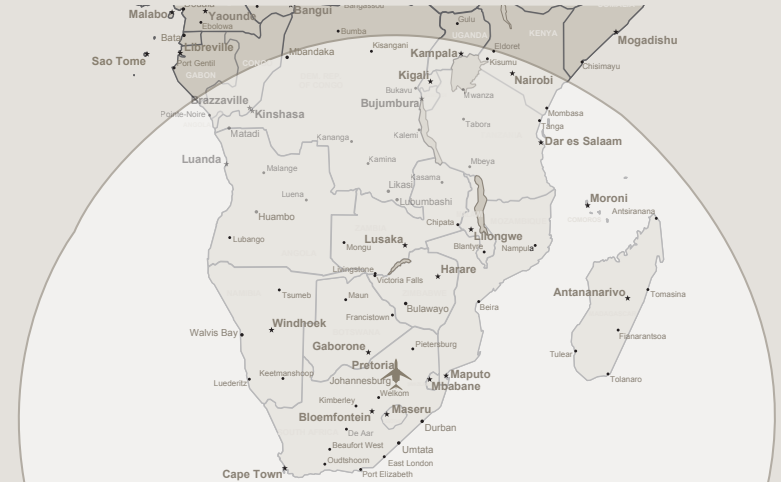 Malabo
Yaounde
Bangui
Bangassou
Ebolowa
Gulu
Bata
Bumba
UGANDA
KENYA
Mogadishu
Libreville
Kisangani
Eldoret
Sao Tome
Mbandaka
Kampala
Port Gentil
Kisumu
Chisimayu
GABON
Kigali
Nairobi
Bukavu
Brazzaville
Bujumbura
Mwanza
Pointe-Noire
Kinshasa
Mombasa
Tabora
Tanga
Matadi
Kananga
Kalemi
Dar es Salaam
Luanda
Kamina
Mbeya
Malange
Kasama
Likasi
Luena
Lubumbashi
Moroni
Antsiranana
Huambo
Chipata
Lubango
Lusaka
Lilongwe
Mongu
Blantyre
Nampula
Livingstone
Harare
Victoria Falls
Tsumeb
Maun
Antananarivo
Tomasina
Bulawayo
Beira
Francistown
Windhoek
Walvis Bay
Fianarantsoa
Gaborone
Pietersburg
Tulear
Pretoria
Keetmanshoop
Maputo
Tolanaro
Luederitz
Johannesburg
Mbabane
Welkom
Kimberley
Maseru
Bloemfontein
Durban
De Aar
Beaufort West
Umtata
Oudtshoorn
East London
Cape Town
Port Elizabeth